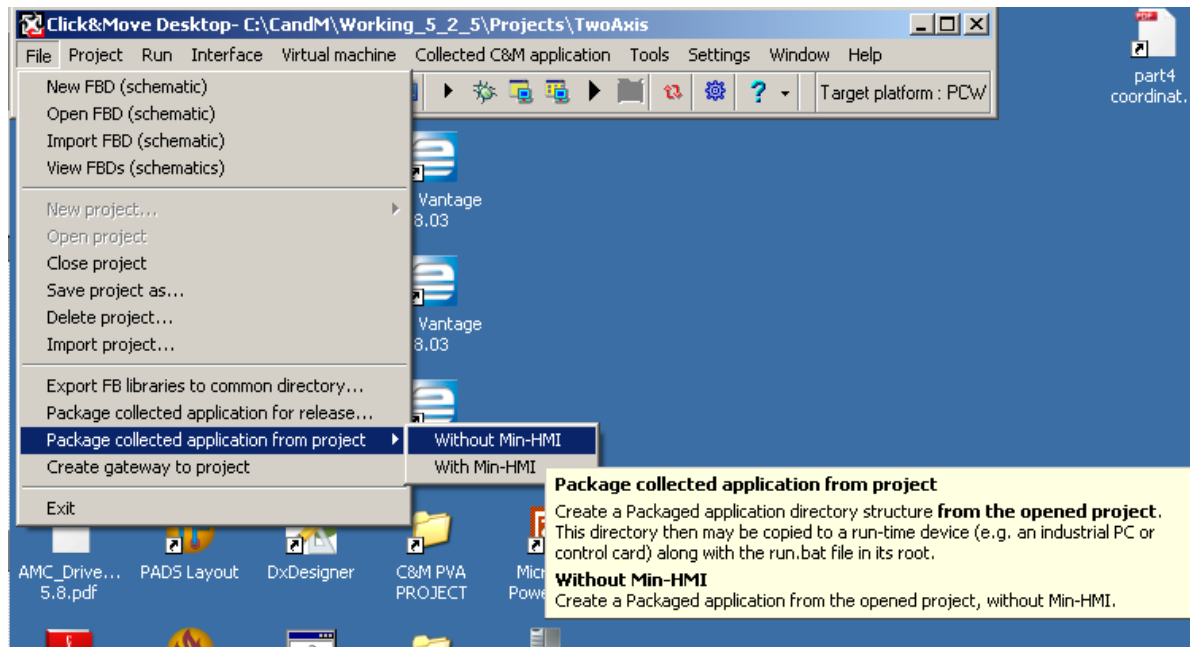 Click&Move Desktop- C:\CandM\Working_5_2_5\Projects\TwoAxis
File Project Run Interface Virtual machine Collected C&M application Tools Settings Window Help
Target platform : PCW
New FBD (schematic)
Open FBD (schematic)
Import FBD (schematic)
View FBDs (schematics)
New project...
Open project
Close project
Save project as...
Delete project...
Import project...
Export FB libraries to common directory...
Package collected application for release...
Package collected application from project
Create gateway to project
Exit
Without Min-HMI
With Min-HMI
Package collected application from project
Create a Packaged application directory structure from the opened project.
This directory then may be copied to a run-time device (e.g. an industrial PC or
control card) along with the run.bat file in its root.
Without Min-HMI
Create a Packaged application from the opened project, without Min-HMI.
part4
coordinat.
Vantage
8.03
Vantage
8.03
AMC_Drive...
5.8.pdf
PADS Layout
DxDesigner
C&M PVA
PROJECT